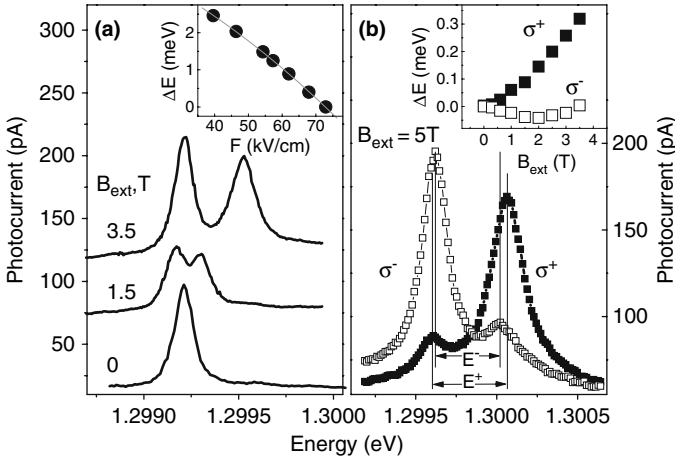 (a)
ΔE (meV)
2
1
0
40 50 60 70
F (kV/cm)
Photocurrent (pA)
300
250
200
150
100
50
B_ext,T
3.5
1.5
0
1.2990 1.2995 1.3000
(b)
ΔE (meV)
0.3
0.2
0.1
0.0
σ⁺
σ⁻
0 1 2 3 4
B_ext (T)
B_ext = 5T
σ⁻
σ⁺
E⁻
E⁺
200
150
100
Photocurrent (pA)
1.2995 1.3000 1.3005
Energy (eV)